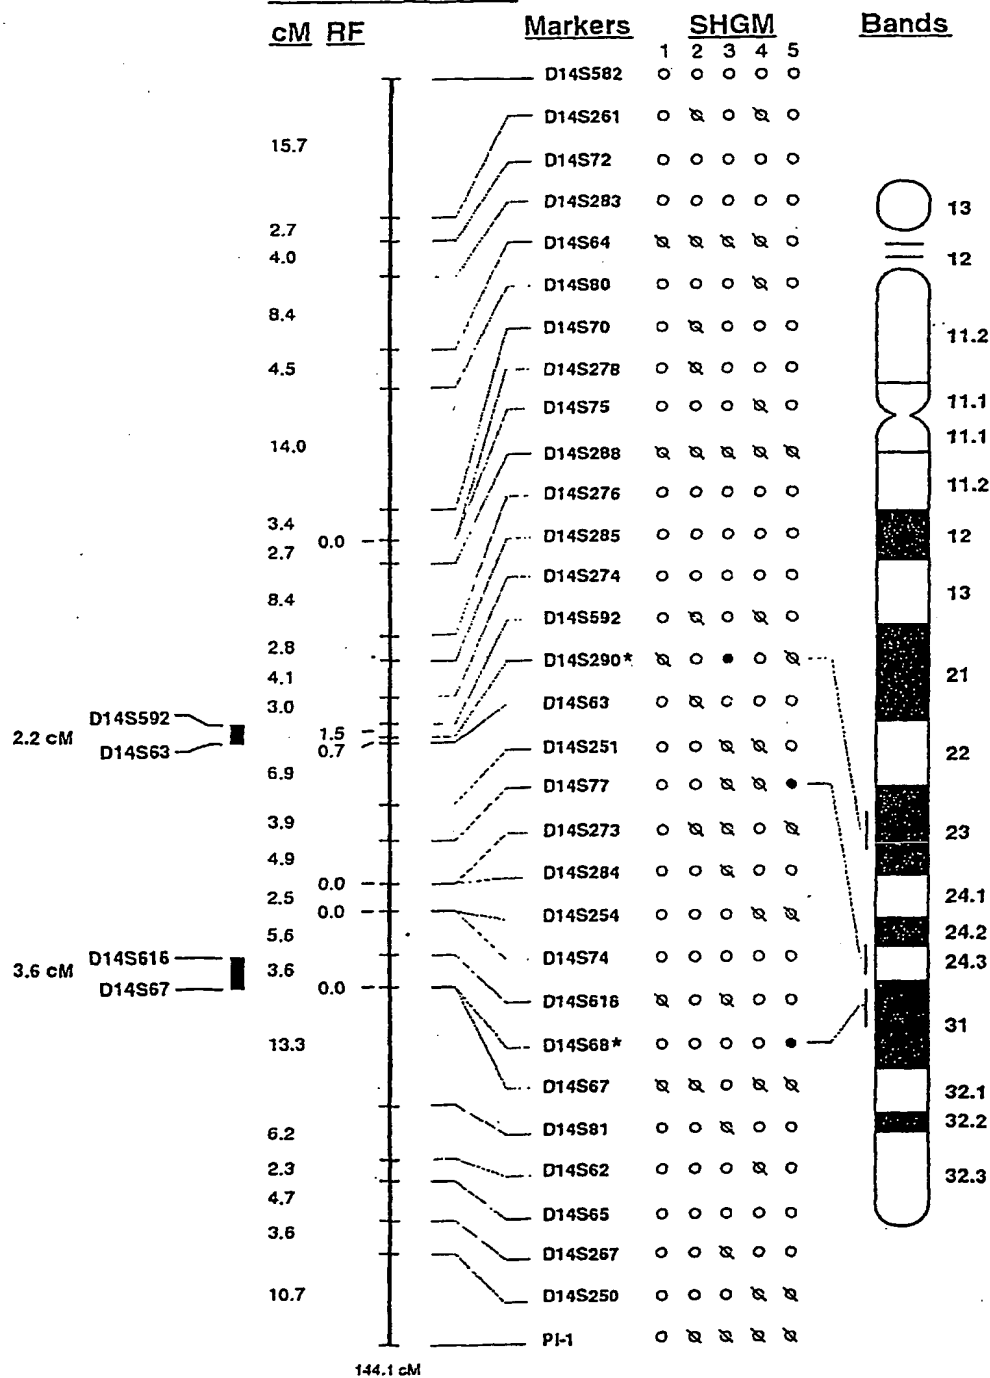 cM RF Markers SHGM Bands
1 2 3 4 5
D14S582
D14S261
15.7
D14S72
D14S283
13
2.7
D14S64
4.0
12
D14S80
8.4
D14S70
11.2
4.5
D14S278
11.1
D14S75
11.1
14.0
D14S288
11.2
D14S276
3.4
0.0
D14S285
12
2.7
D14S274
13
8.4
D14S592
2.8
D14S290*
21
4.1
D14S63
3.0
D14S592
1.5
2.2 cM
D14S63
0.7
D14S251
22
6.9
D14S77
3.9
D14S273
23
4.9
D14S284
0.0
24.1
2.5
0.0
D14S254
24.2
5.6
D14S616
D14S74
24.3
3.6 cM
3.6
D14S67
0.0
D14S616
31
13.3
D14S68*
D14S67
32.1
32.2
6.2
D14S81
2.3
D14S62
32.3
4.7
D14S65
3.6
D14S267
10.7
D14S250
PI-1
144.1 cM